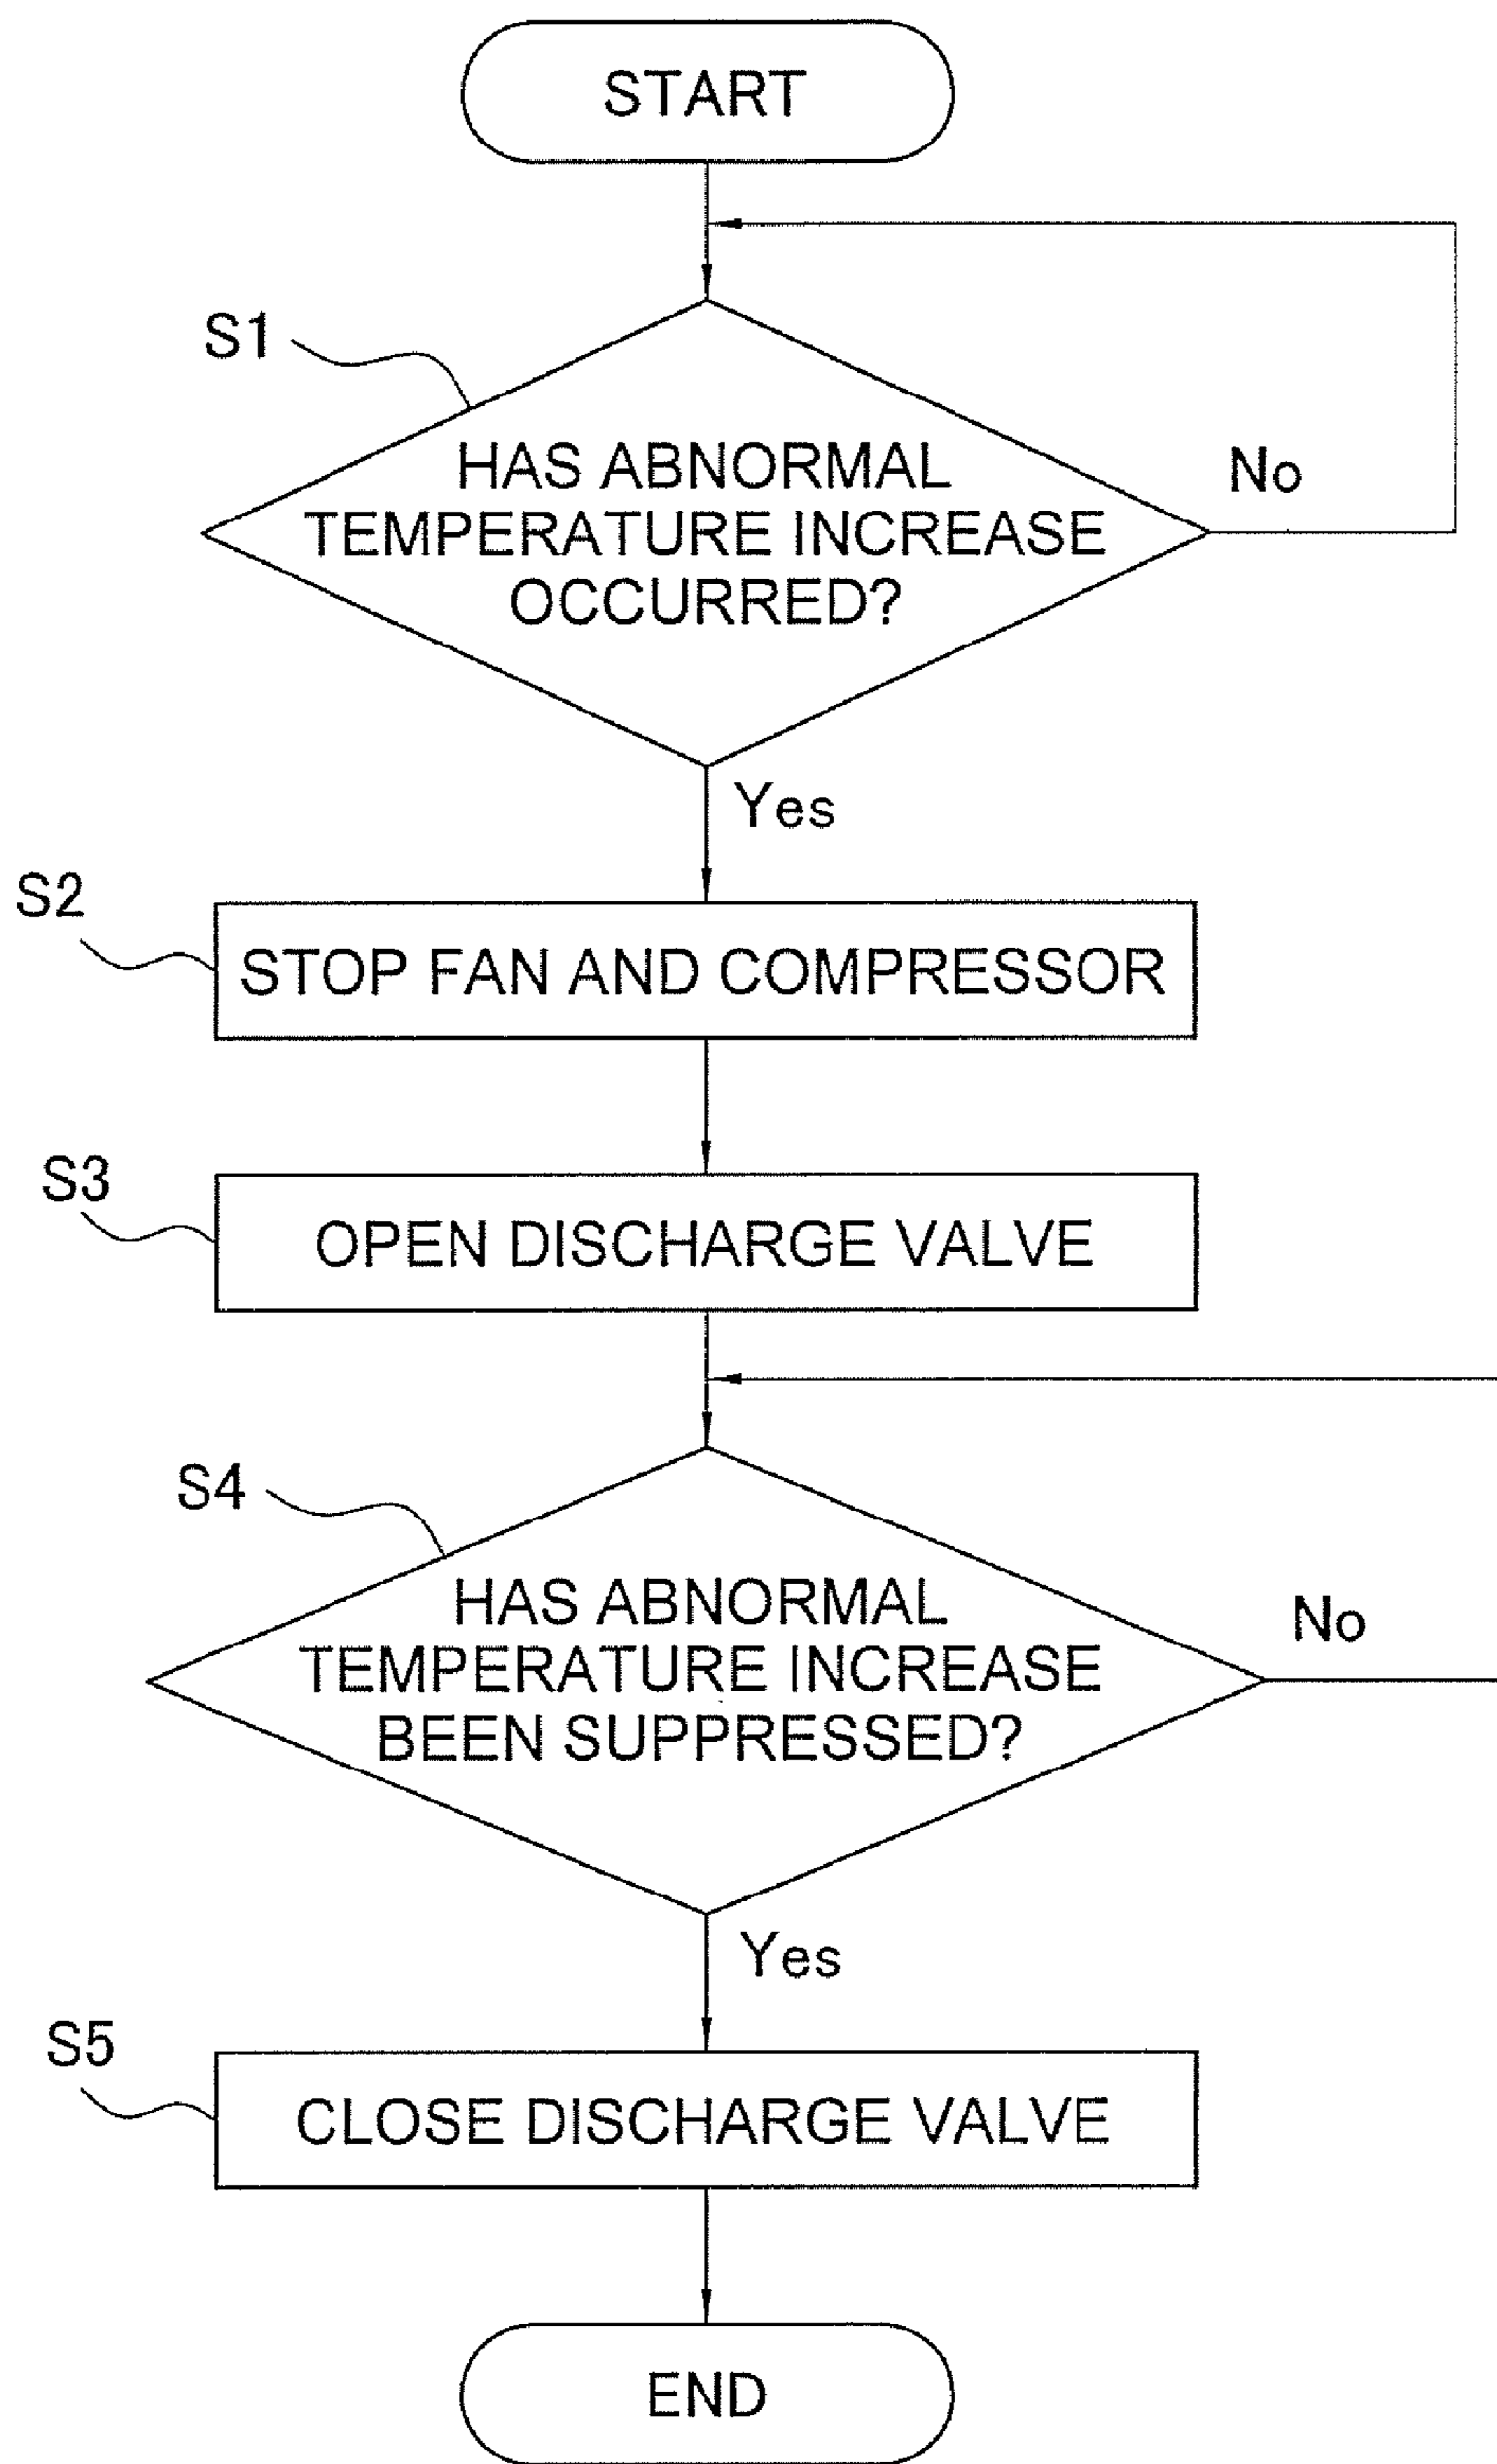 START
S1
HAS ABNORMAL
TEMPERATURE INCREASE
OCCURRED?
No
Yes
S2
STOP FAN AND COMPRESSOR
S3
OPEN DISCHARGE VALVE
S4
HAS ABNORMAL
TEMPERATURE INCREASE
BEEN SUPPRESSED?
No
Yes
S5
CLOSE DISCHARGE VALVE
END